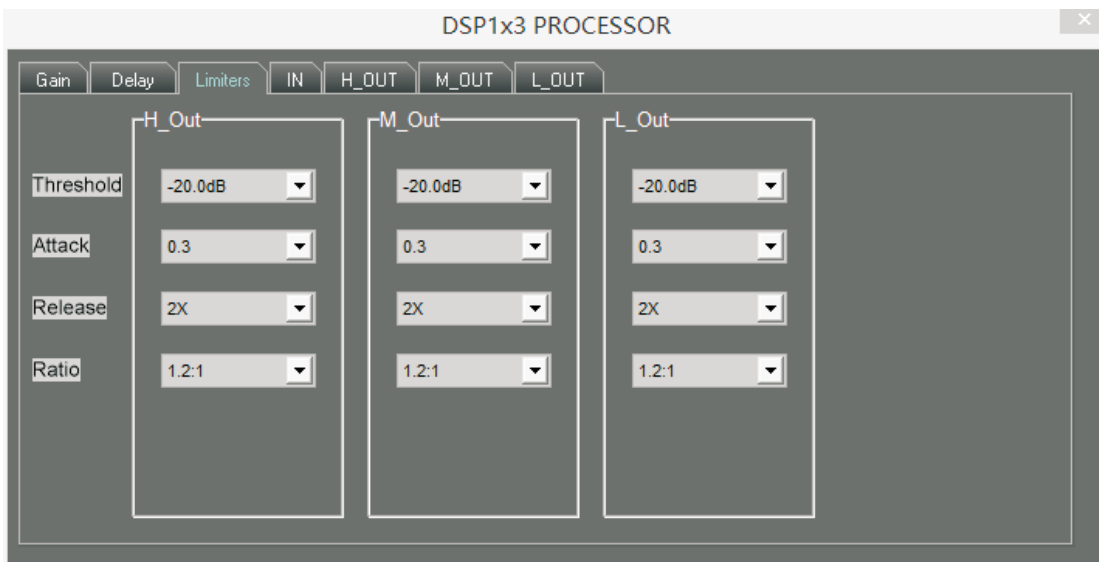 DSP1x3 PROCESSOR
Gain Delay Limiters IN H_OUT M_OUT L_OUT
H_Out M_Out L_Out
Threshold -20.0dB -20.0dB -20.0dB
Attack 0.3 0.3 0.3
Release 2X 2X 2X
Ratio 1.2:1 1.2:1 1.2:1